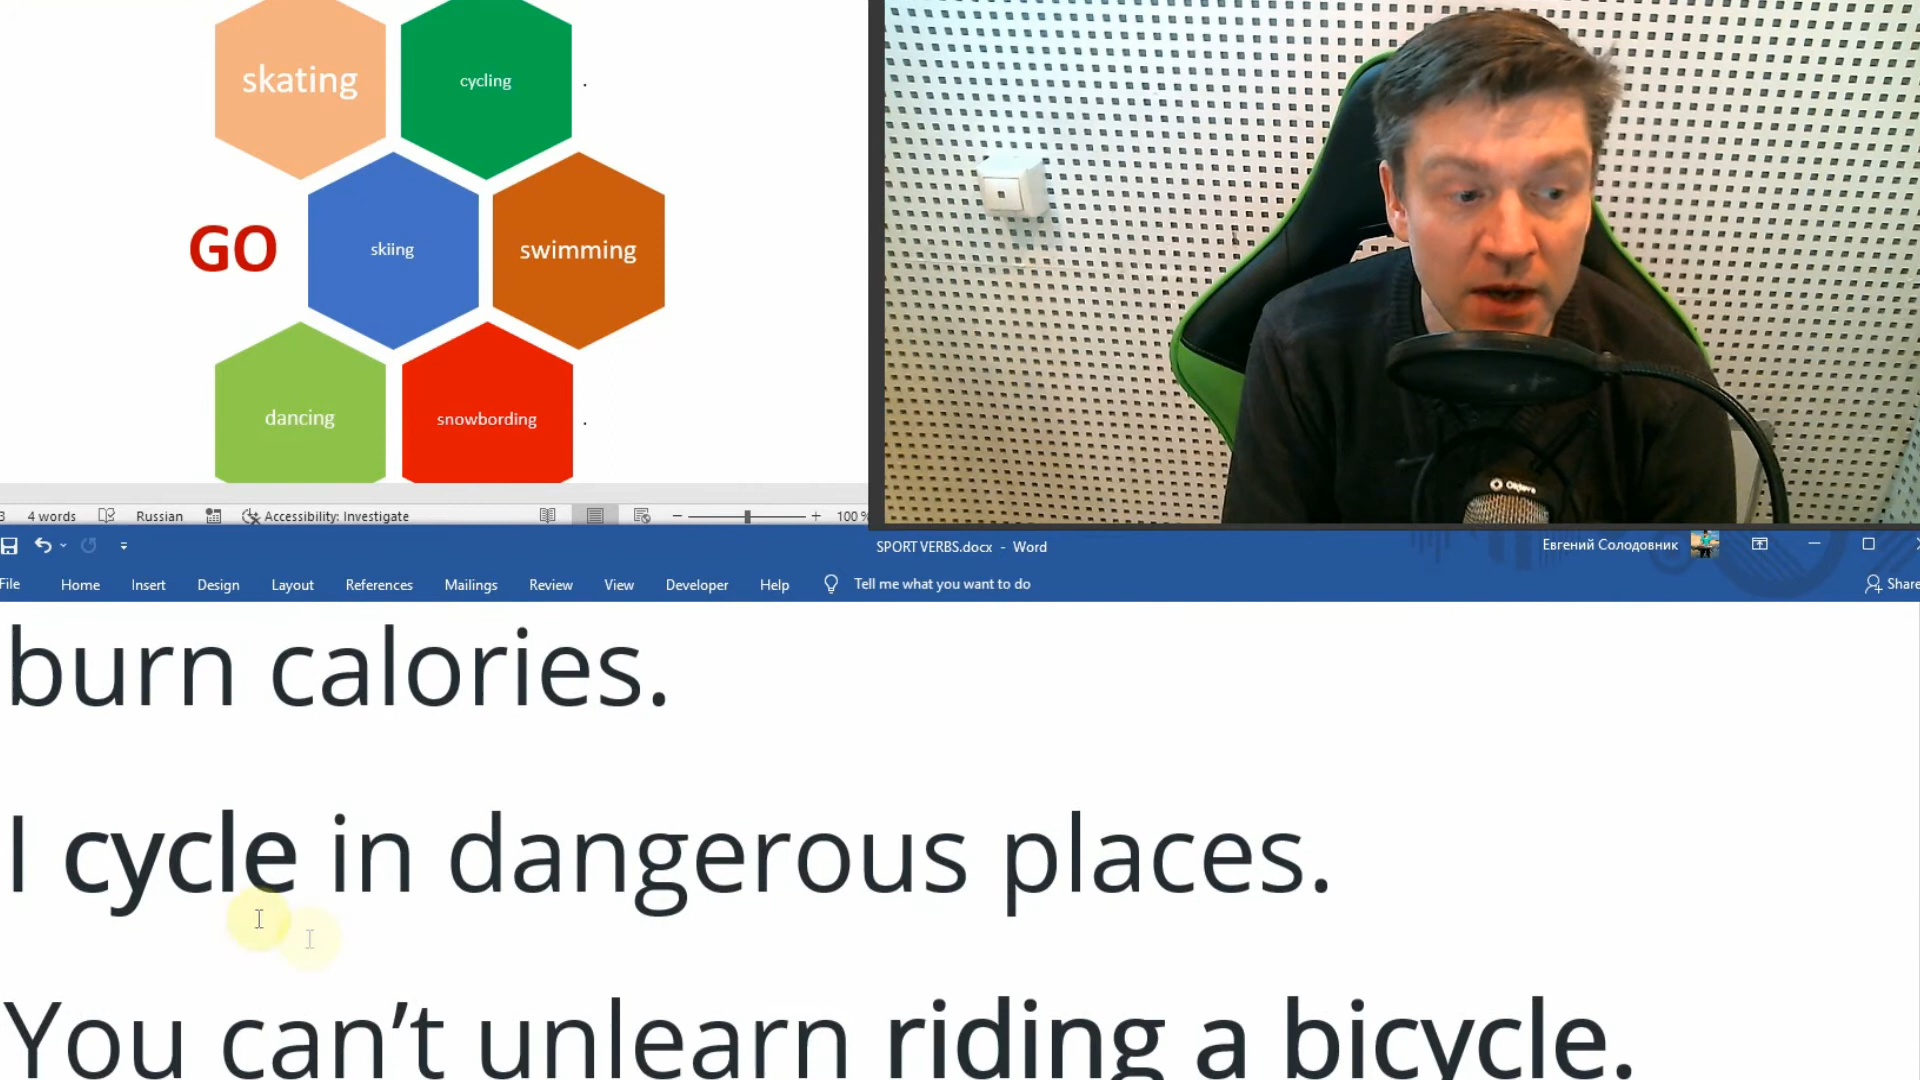 skating
cycling
.
GO
skiing
swimming
dancing
snowbording
.
3 4 words Russian Accessibility: Investigate 100 %
SPORT VERBS.docx - Word
Евгений Солодовник
File Home Insert Design Layout References Mailings Review View Developer Help Tell me what you want to do Share
burn calories.
I cycle in dangerous places.
You can’t unlearn riding a bicycle.